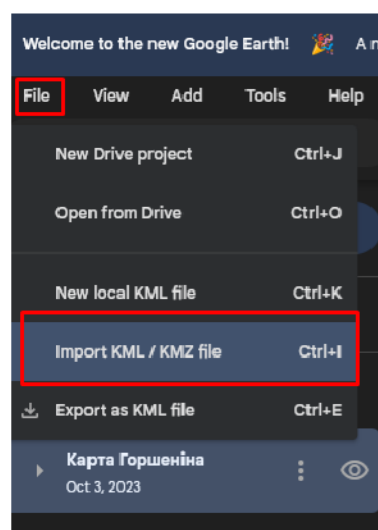 Welcome to the new Google Earth! 🎉 A n
File View Add Tools Help
New Drive project Ctrl+J
Open from Drive Ctrl+O
New local KML file Ctrl+K
Import KML / KMZ file Ctrl+I
Export as KML file Ctrl+E
Карта Горшеніна
Oct 3, 2023